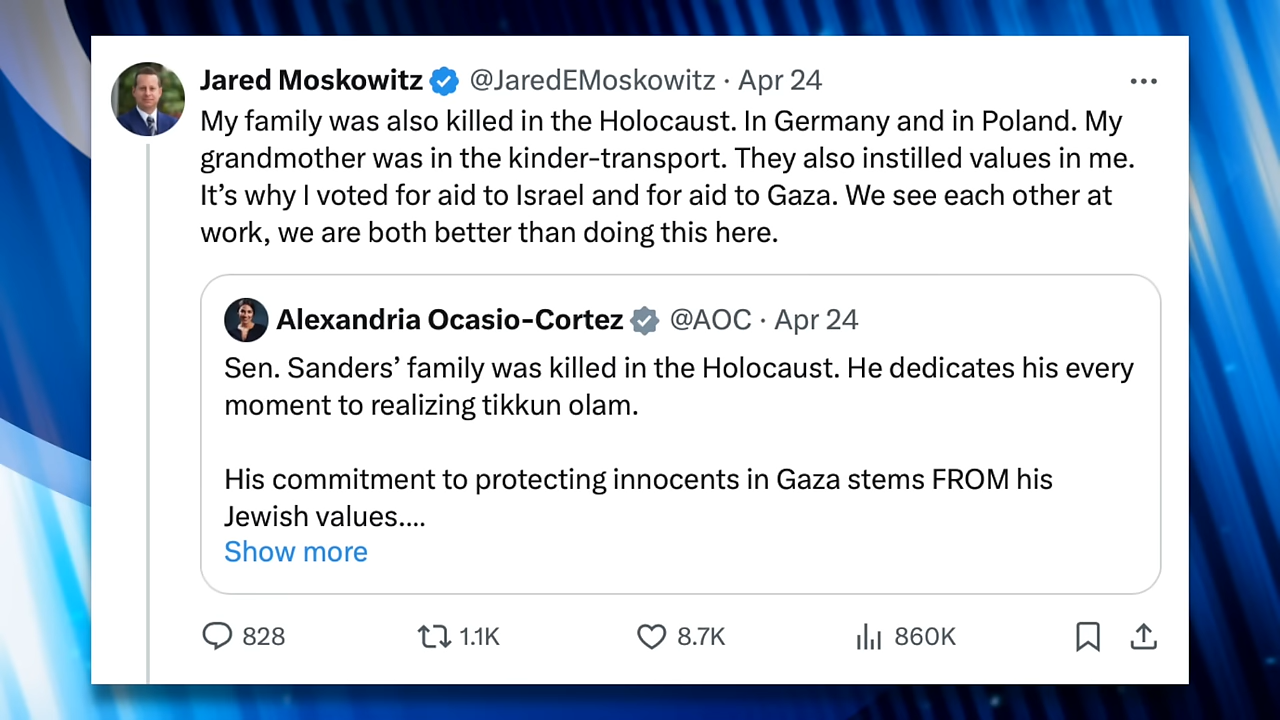 Jared Moskowitz @JaredEMoskowitz · Apr 24
My family was also killed in the Holocaust. In Germany and in Poland. My
grandmother was in the kinder-transport. They also instilled values in me.
It’s why I voted for aid to Israel and for aid to Gaza. We see each other at
work, we are both better than doing this here.
Alexandria Ocasio-Cortez @AOC · Apr 24
Sen. Sanders’ family was killed in the Holocaust. He dedicates his every
moment to realizing tikkun olam.
His commitment to protecting innocents in Gaza stems FROM his
Jewish values....
Show more
828 1.1K 8.7K 860K